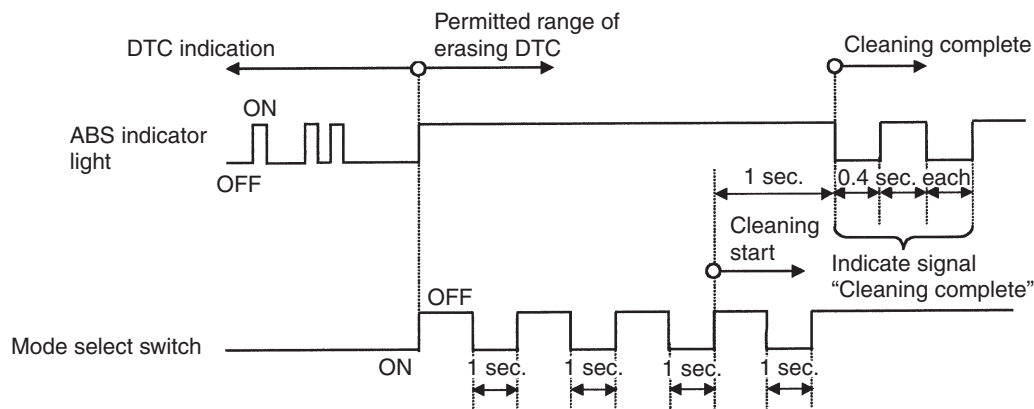 DTC indication
Permitted range of
erasing DTC
Cleaning complete
ON
ABS indicator
light
OFF
1 sec.
0.4 sec. each
Cleaning
start
Indicate signal
“Cleaning complete”
OFF
Mode select switch
ON
1 sec.
1 sec.
1 sec.
1 sec.